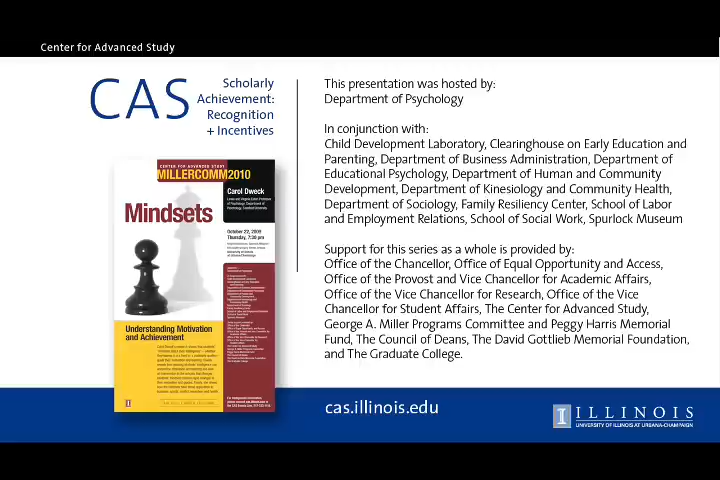 Center for Advanced Study
CAS
Scholarly
Achievement:
Recognition
+ Incentives
CENTER FOR ADVANCED STUDY
MILLERCOMM2010
Carol Dweck
Mindsets
October 22, 2009
Thursday, 7:30 pm
Understanding Motivation
and Achievement
This presentation was hosted by:
Department of Psychology
In conjunction with:
Child Development Laboratory, Clearinghouse on Early Education and
Parenting, Department of Business Administration, Department of
Educational Psychology, Department of Human and Community
Development, Department of Kinesiology and Community Health,
Department of Sociology, Family Resiliency Center, School of Labor
and Employment Relations, School of Social Work, Spurlock Museum
Support for this series as a whole is provided by:
Office of the Chancellor, Office of Equal Opportunity and Access,
Office of the Provost and Vice Chancellor for Academic Affairs,
Office of the Vice Chancellor for Research, Office of the Vice
Chancellor for Student Affairs, The Center for Advanced Study,
George A. Miller Programs Committee and Peggy Harris Memorial
Fund, The Council of Deans, The David Gottlieb Memorial Foundation,
and The Graduate College.
cas.illinois.edu
I ILLINOIS
UNIVERSITY OF ILLINOIS AT URBANA-CHAMPAIGN